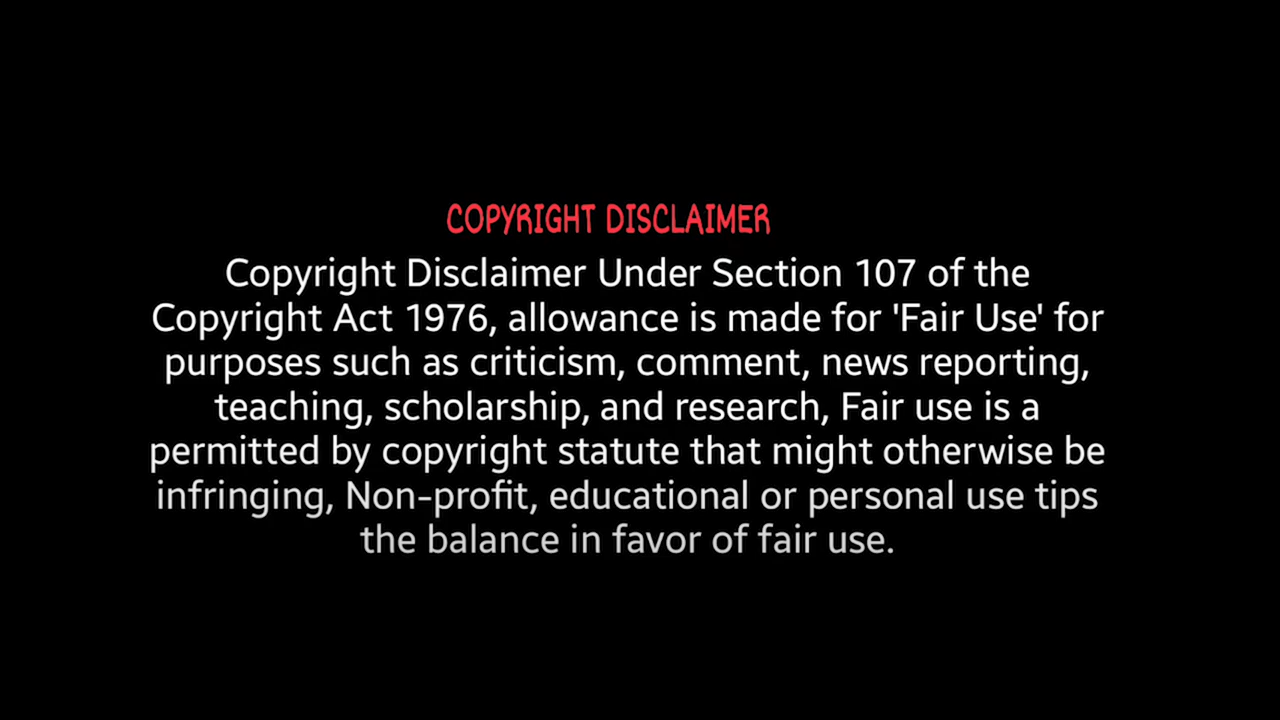 COPYRIGHT DISCLAIMER
Copyright Disclaimer Under Section 107 of the
Copyright Act 1976, allowance is made for 'Fair Use' for
purposes such as criticism, comment, news reporting,
teaching, scholarship, and research, Fair use is a
permitted by copyright statute that might otherwise be
infringing, Non-profit, educational or personal use tips
the balance in favor of fair use.